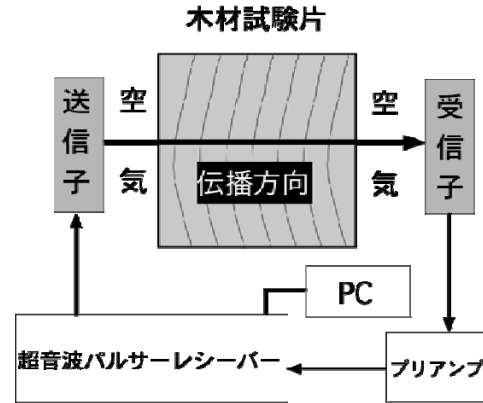 木材試験片
送信子
空気
伝播方向
空気
受信子
PC
超音波パルサーレシーバー
プリアンプ